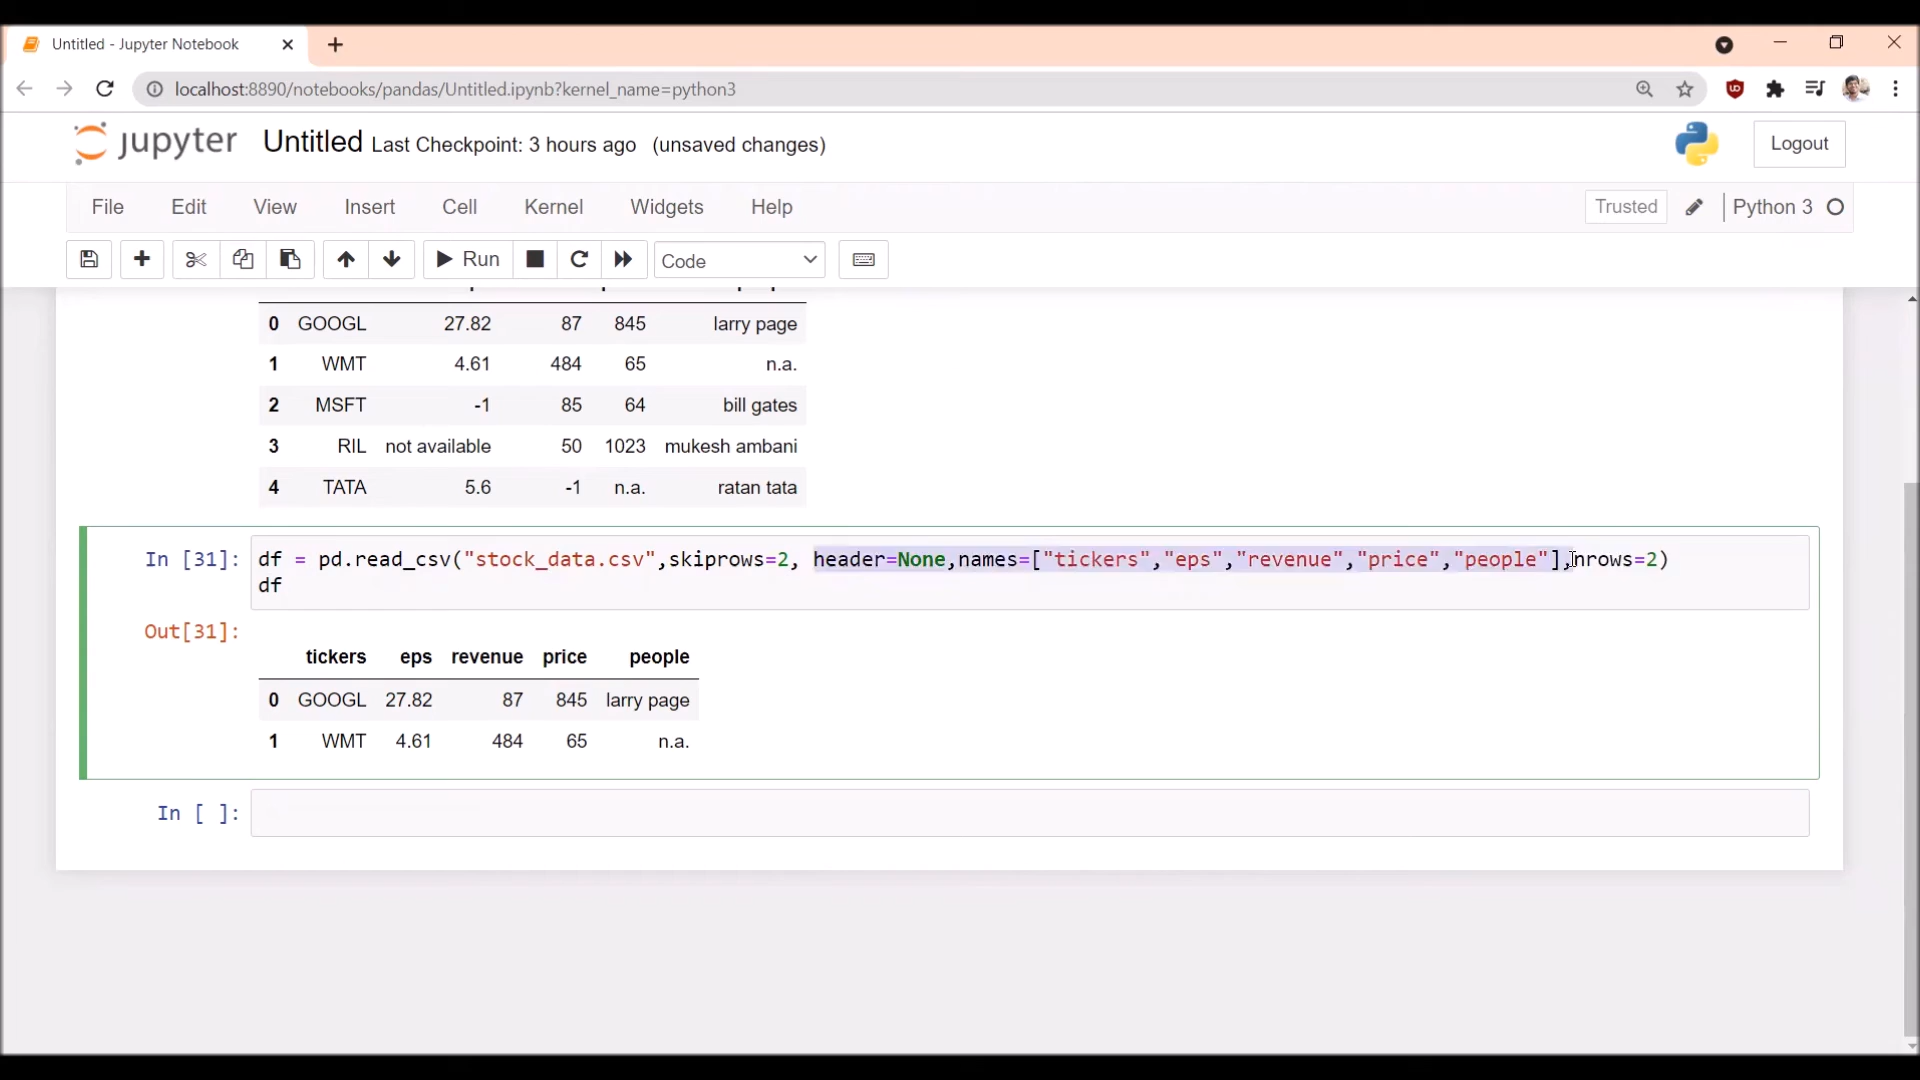 Untitled - Jupyter Notebook
localhost:8890/notebooks/pandas/Untitled.ipynb?kernel_name=python3
jupyter Untitled Last Checkpoint: 3 hours ago (unsaved changes)
Logout
File Edit View Insert Cell Kernel Widgets Help
Trusted Python 3
Run Code
0 GOOGL 27.82 87 845 larry page
1 WMT 4.61 484 65 n.a.
2 MSFT -1 85 64 bill gates
3 RIL not available 50 1023 mukesh ambani
4 TATA 5.6 -1 n.a. ratan tata
In [31]: df = pd.read_csv("stock_data.csv",skiprows=2, header=None,names=["tickers","eps","revenue","price","people"],nrows=2)
df
Out[31]:
tickers eps revenue price people
0 GOOGL 27.82 87 845 larry page
1 WMT 4.61 484 65 n.a.
In [ ]: